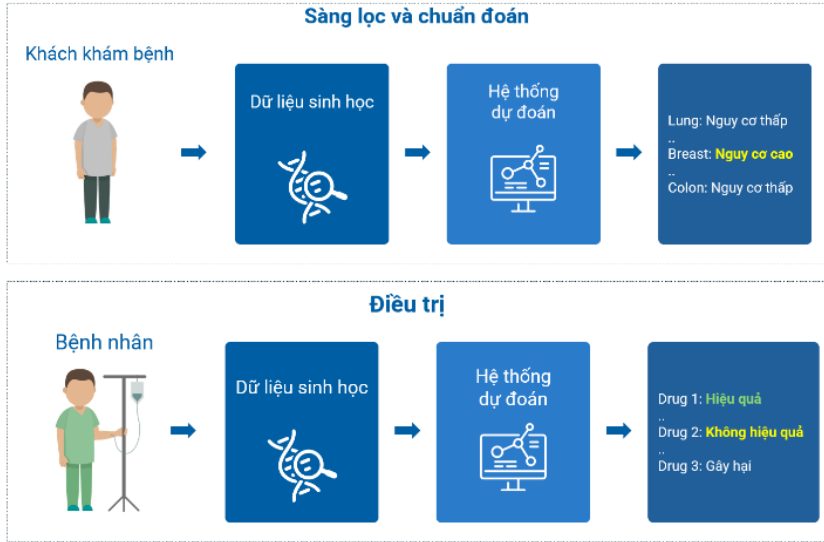 Sàng lọc và chuẩn đoán
Khách khám bệnh
Dữ liệu sinh học
Hệ thống
dự đoán
Lung: Nguy cơ thấp
..
Breast: Nguy cơ cao
..
Colon: Nguy cơ thấp
Điều trị
Bệnh nhân
Dữ liệu sinh học
Hệ thống
dự đoán
Drug 1: Hiệu quả
..
Drug 2: Không hiệu quả
..
Drug 3: Gây hại